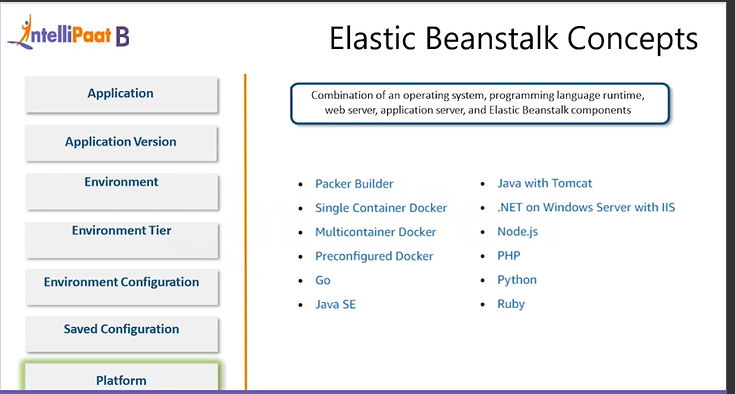 IntelliPaat B
Elastic Beanstalk Concepts
Application
Application Version
Environment
Environment Tier
Environment Configuration
Saved Configuration
Platform
Combination of an operating system, programming language runtime,
web server, application server, and Elastic Beanstalk components
• Packer Builder
• Single Container Docker
• Multicontainer Docker
• Preconfigured Docker
• Go
• Java SE
• Java with Tomcat
• .NET on Windows Server with IIS
• Node.js
• PHP
• Python
• Ruby